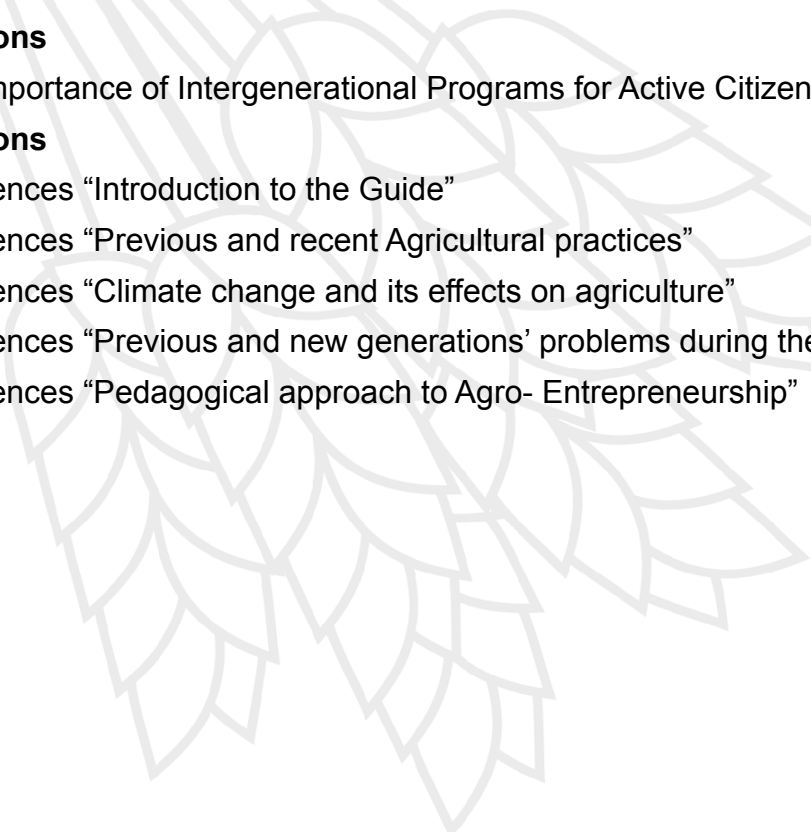 ons
mportance of Intergenerational Programs for Active Citizen
ons
ences “Introduction to the Guide”
ences “Previous and recent Agricultural practices”
ences “Climate change and its effects on agriculture”
ences “Previous and new generations’ problems during the
ences “Pedagogical approach to Agro- Entrepreneurship”